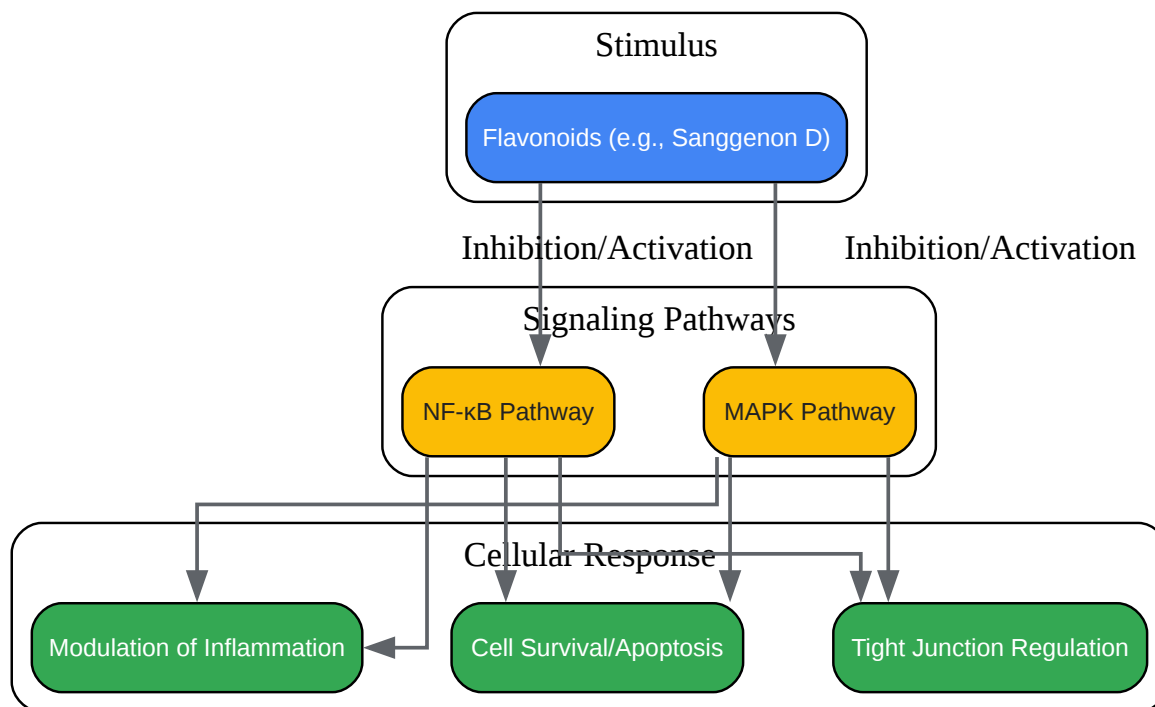 Stimulus
Flavonoids (e.g., Sanggenon D)
Inhibition/Activation
Inhibition/Activation
Signaling Pathways
NF-κB Pathway
MAPK Pathway
Cellular Response
Modulation of Inflammation
Cell Survival/Apoptosis
Tight Junction Regulation